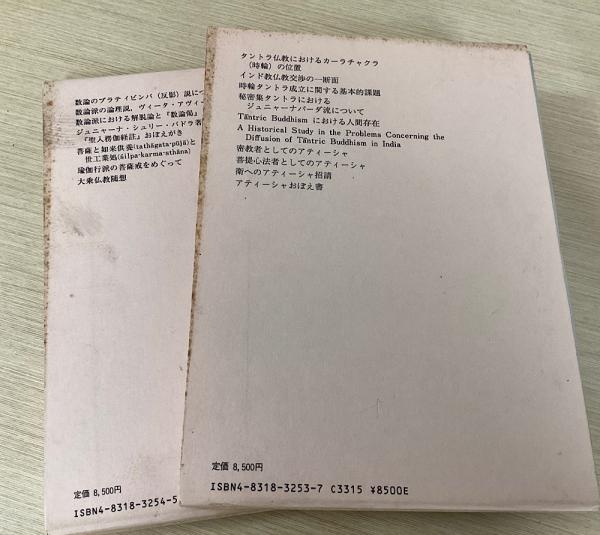 数論のプラティビンバ(反影)説につ
数論派の論理説，ヴィータ・アヴィー
数論派における解脱論と『数論偈』
ジュニャーナ・シュリー・バドラ著
『聖入楞伽経註』おぼえがき
菩薩と如来供養(tathāgata-pūjā)と
世工業処(śilpa-karma-sthāna)
瑜伽行派の菩薩戒をめぐって
大乗仏教随想
定価 8,500円
ISBN4-8318-3254-5
タントラ仏教におけるカーラチャクラ
(時輪)の位置
インド教仏教交渉の一断面
時輪タントラ成立に関する基本的課題
秘密集タントラにおける
ジュニャーナパーダ流について
Tāntric Buddhism における人間存在
A Historical Study in the Problems Concerning the
Diffusion of Tāntric Buddhism in India
密教者としてのアティーシャ
菩提心法者としてのアティーシャ
衛へのアティーシャ招請
アティーシャおぼえ書
定価 8,500円
ISBN4-8318-3253-7 C3315 ¥8500E